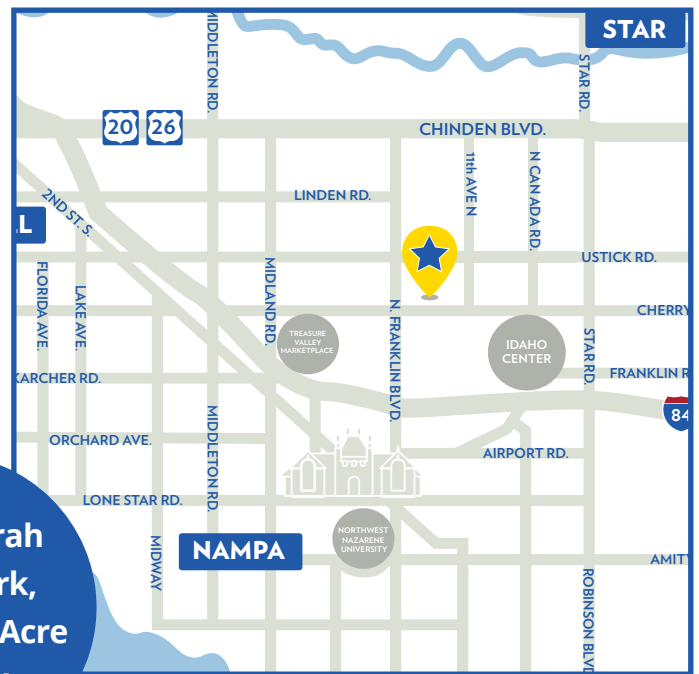 STAR
MIDDLETON RD.
STAR RD.
20 26
CHINDEN BLVD.
11th AVE N
N CAN ADA RD.
2ND ST. S.
LINDEN RD.
L
USTICK RD.
FLORIDA AVE.
LAKE AVE.
MIDLAND RD.
N. FRANKLIN BLVD.
CHERRY
TREASURE
VALLEY
MARKETPLACE
IDAHO
CENTER
STAR RD.
KARCHER RD.
FRANKLIN R
84
MIDDLETON RD.
ORCHARD AVE.
AIRPORT RD.
LONE STAR RD.
rah
rk,
Acre
MIDWAY
NAMPA
NORTHWEST
NAZARENE
UNIVERSITY
AMITY
ROBINSON BLVD